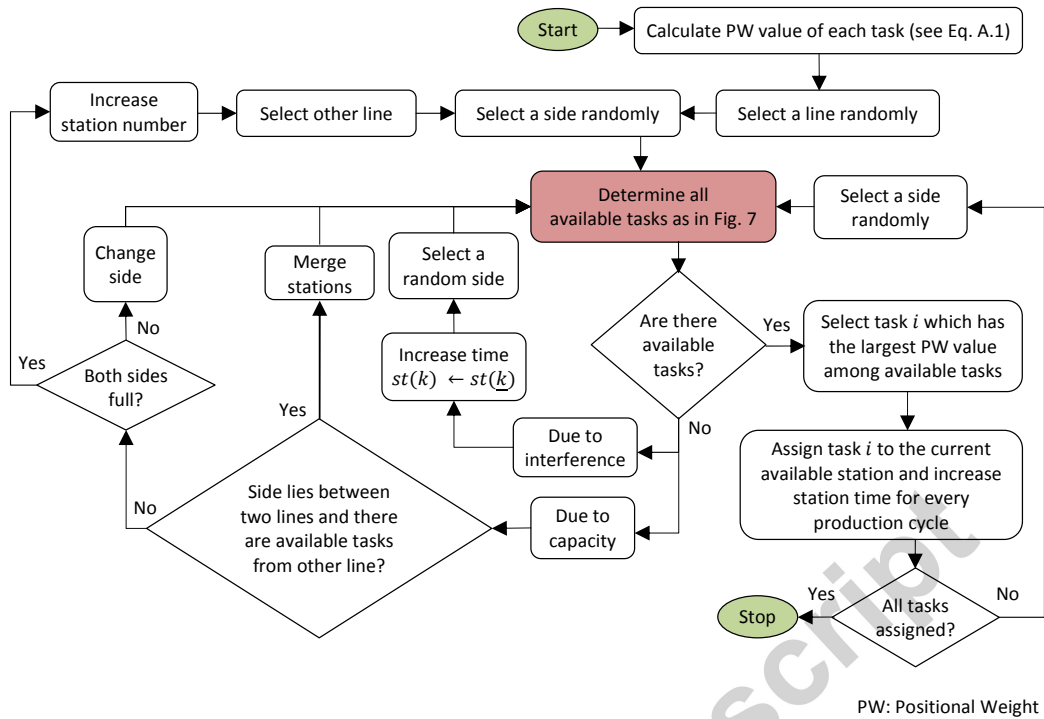 Start
Calculate PW value of each task (see Eq. A.1)
Increase
station number
Select other line
Select a side randomly
Select a line randomly
Determine all
available tasks as in Fig. 7
Select a side
randomly
Change
side
Merge
stations
Select a
random side
No
Yes
Both sides
full?
Increase time
st(k) ← st(k)
Are there
available
tasks?
Yes
Select task i which has
the largest PW value
among available tasks
Yes
No
Due to
interference
Assign task i to the current
available station and increase
station time for every
production cycle
No
Side lies between
two lines and there
are available tasks
from other line?
Due to
capacity
Yes
No
All tasks
assigned?
Stop
script
PW: Positional Weight